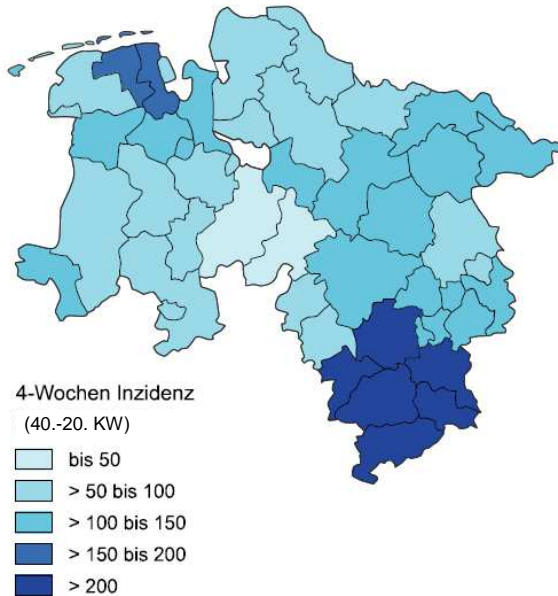 4-Wochen Inzidenz
(40.-20. KW)
bis 50
> 50 bis 100
> 100 bis 150
> 150 bis 200
> 200